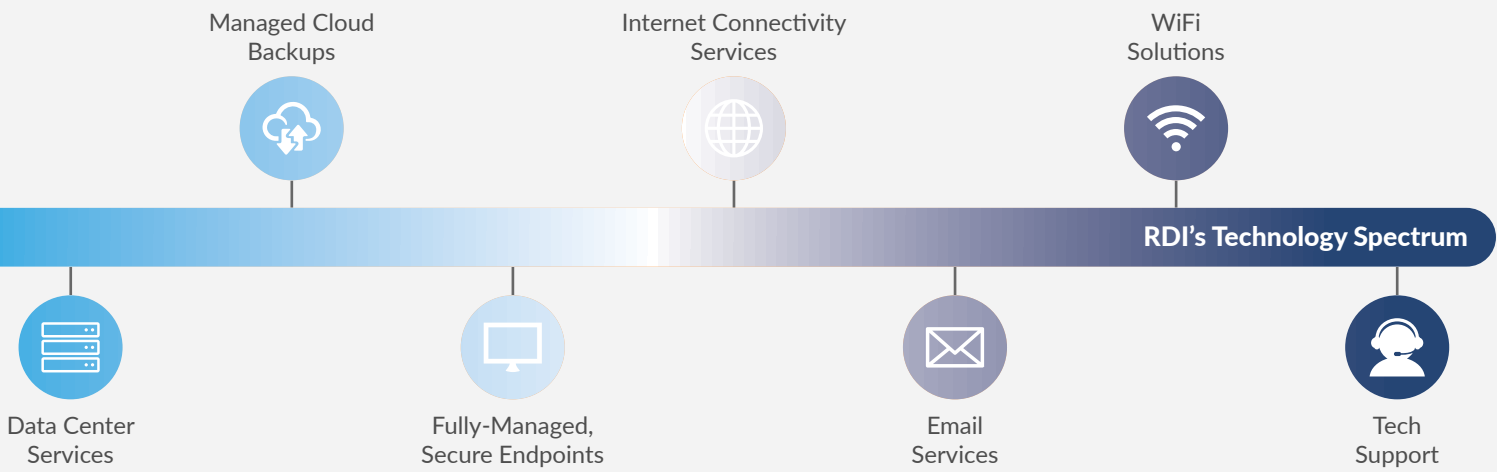 Managed Cloud
Backups
Internet Connectivity
Services
WiFi
Solutions
RDI's Technology Spectrum
Data Center
Services
Fully-Managed,
Secure Endpoints
Email
Services
Tech
Support